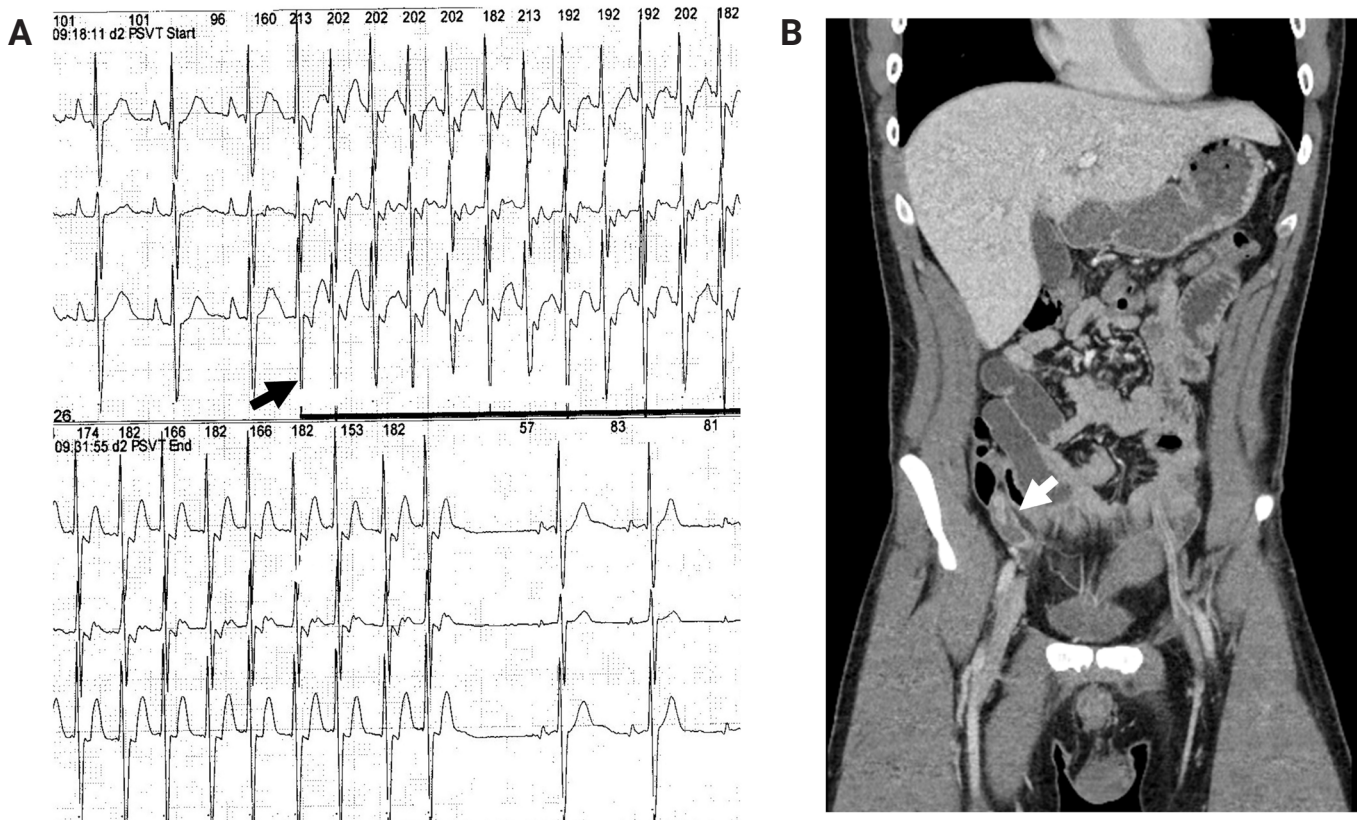 A
101 101 96 160 213 202 202 202 202 182 213 192 192 192 202 182
09:18:11 d2 PSVT Start
26.
174 182 166 182 166 182 153 182 57 83 81
09:31:55 d2 PSVT End
B